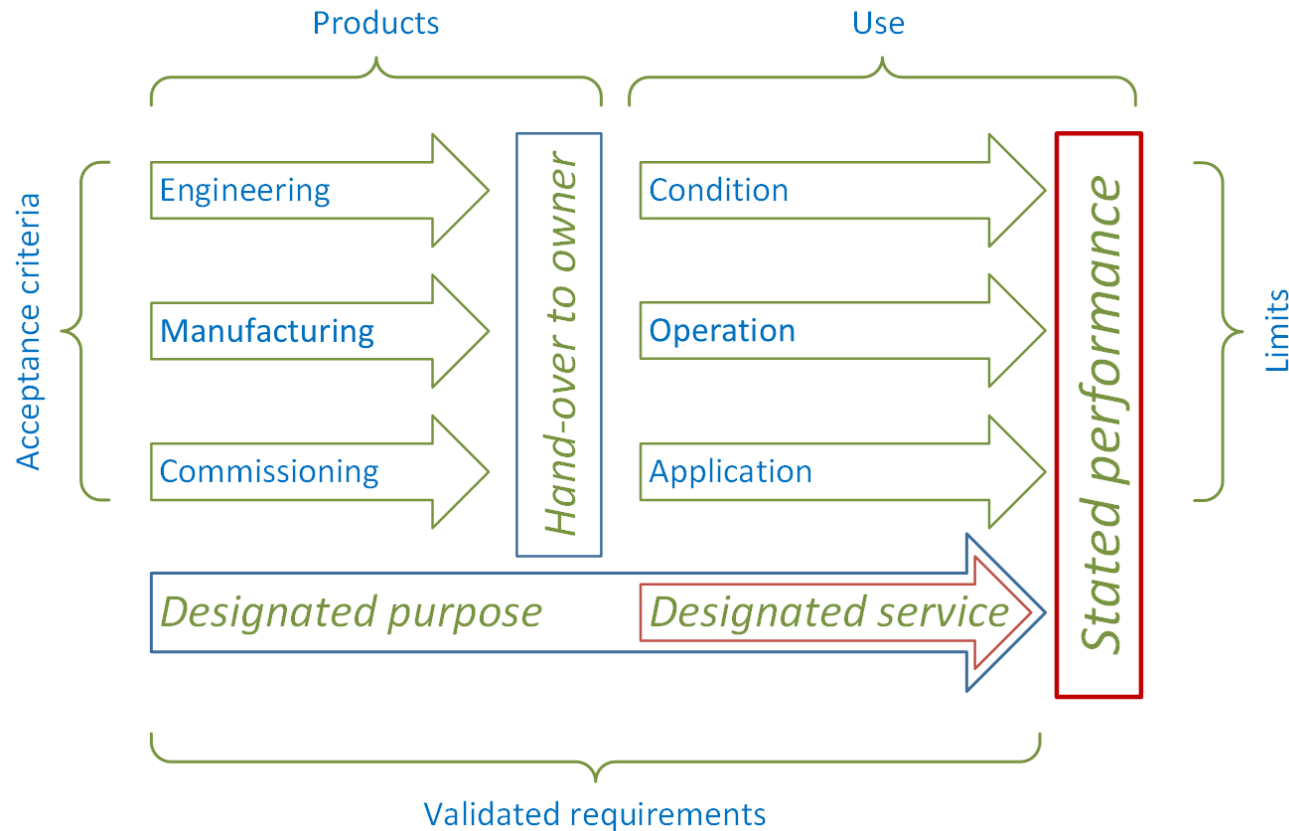 Products
Use
Acceptance criteria
Engineering
Manufacturing
Commissioning
Hand-over to owner
Condition
Operation
Application
Stated performance
Limits
Designated purpose
Designated service
Validated requirements